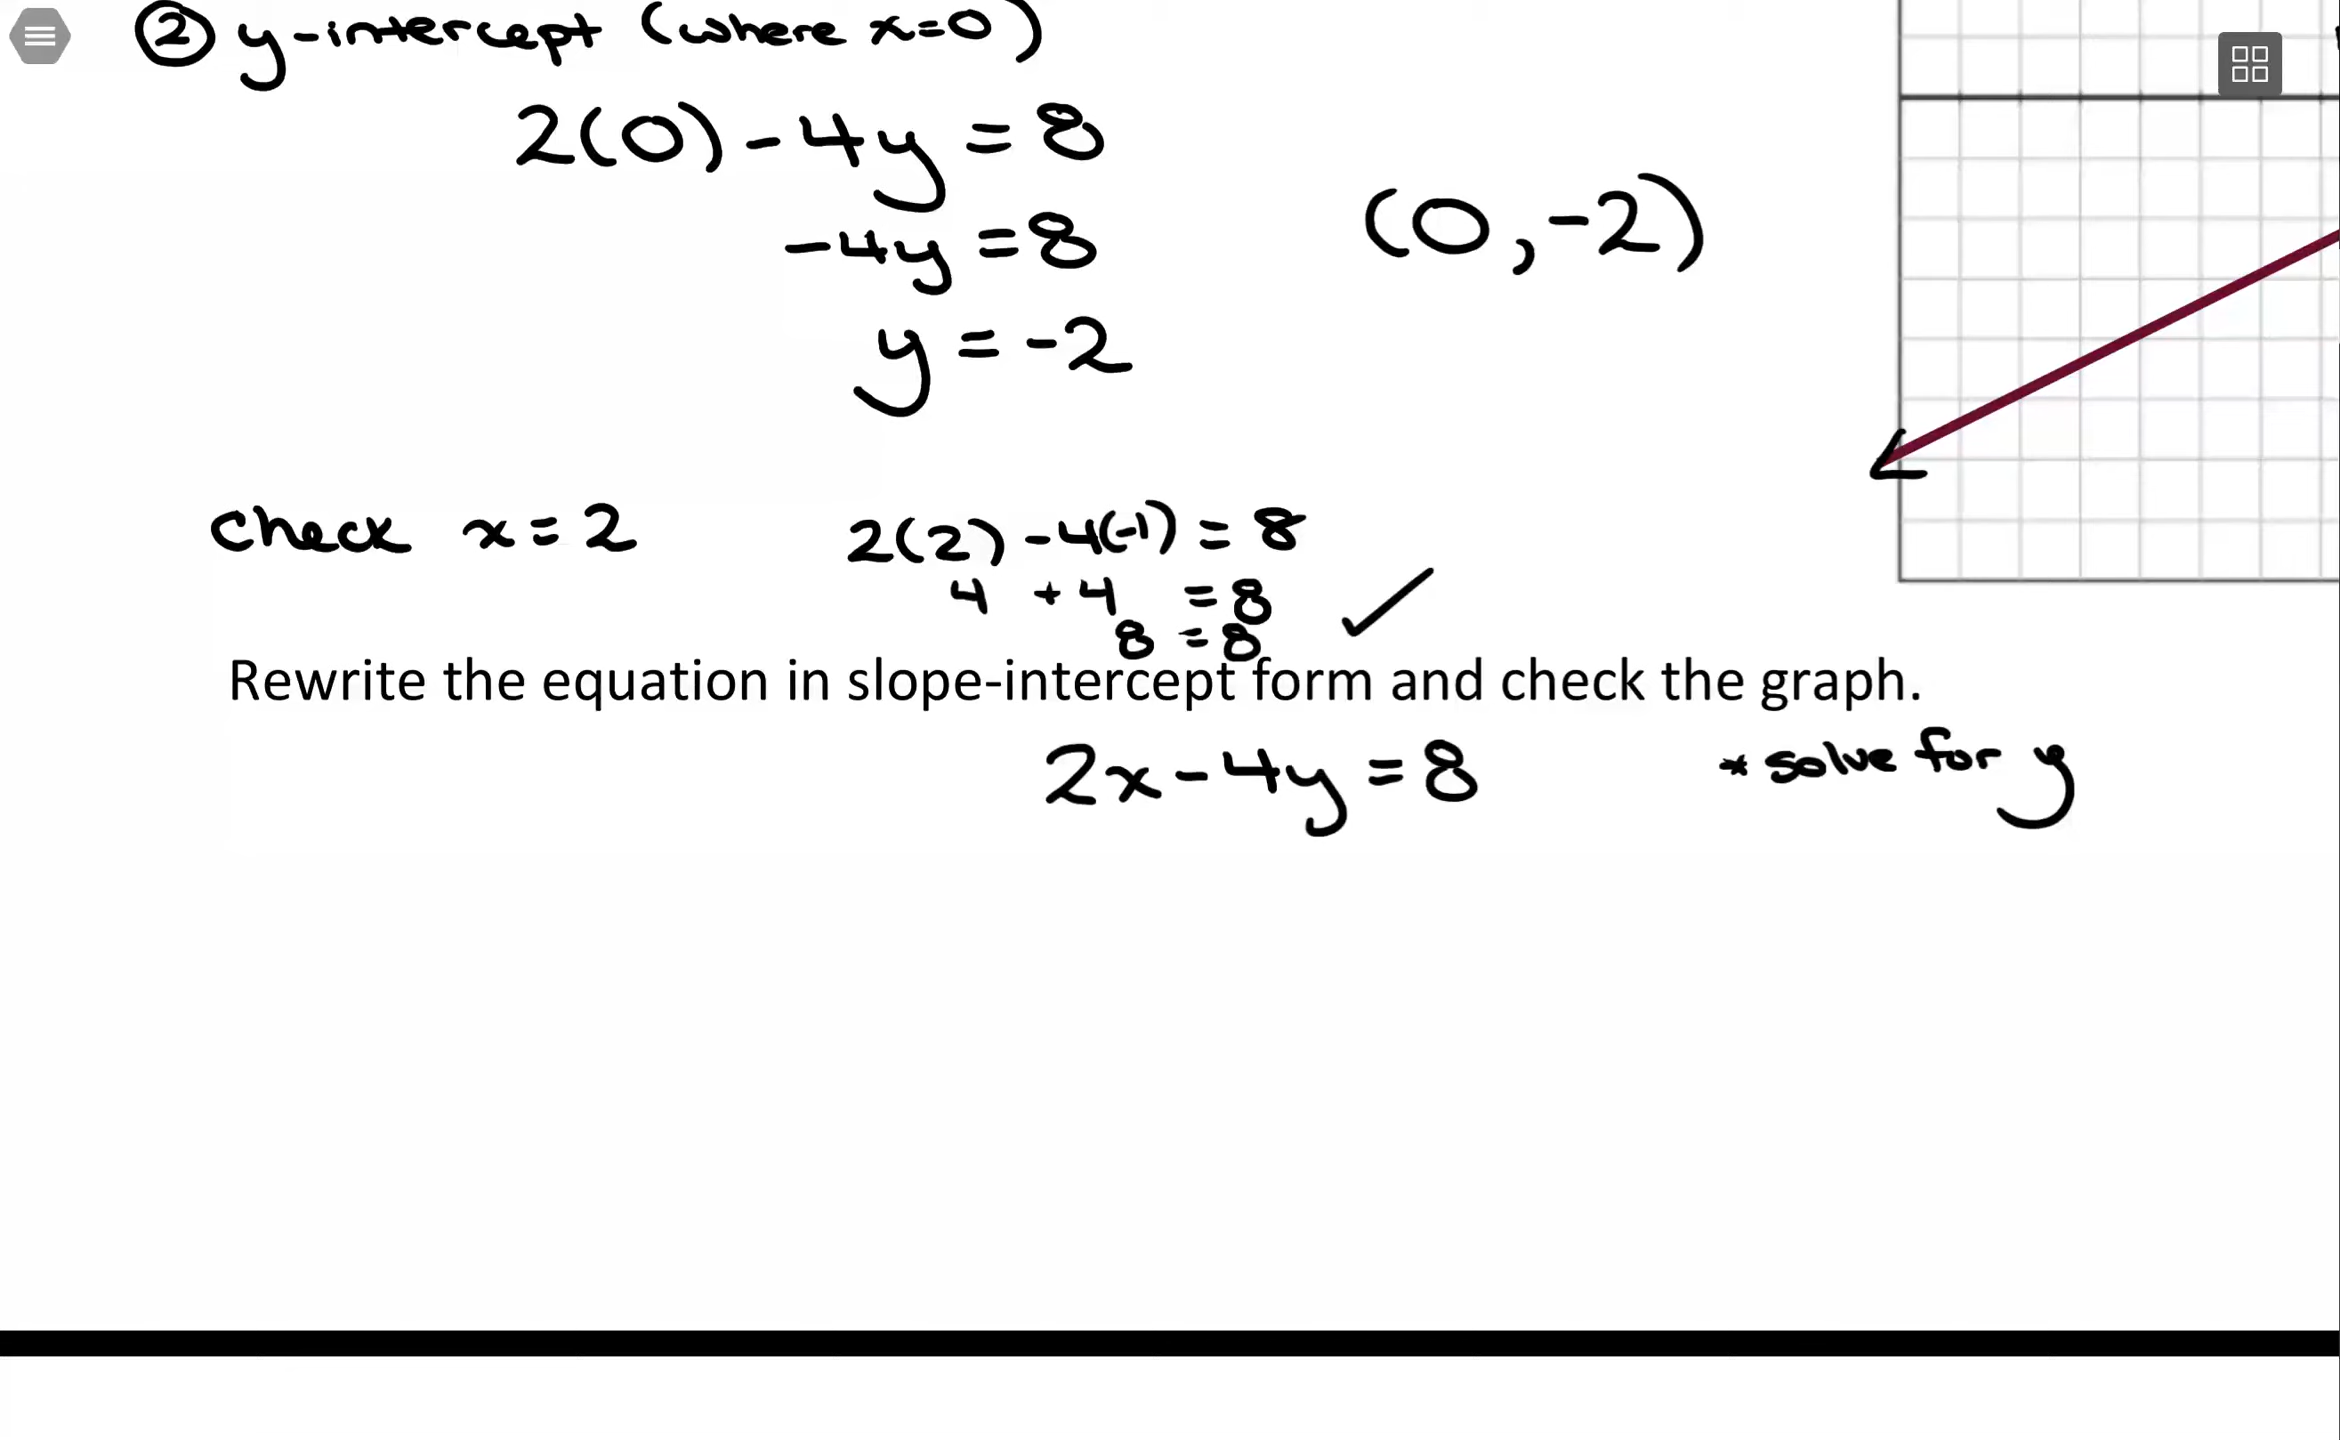 ② y-intercept (where x=0)
2(0) - 4y = 8
-4y = 8
(0, -2)
y = -2
check x = 2
2(2) - 4(-1) = 8
4 + 4 = 8
8 = 8 ✓
Rewrite the equation in slope-intercept form and check the graph.
2x - 4y = 8
* solve for y